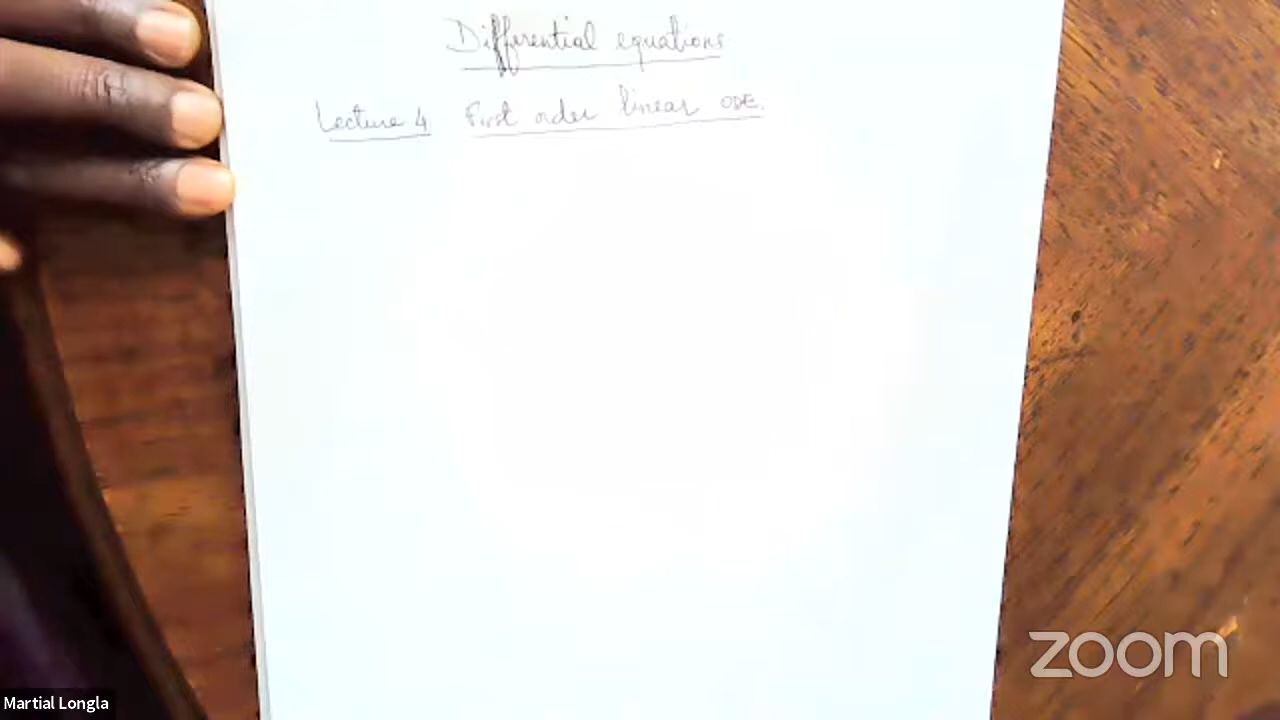 Differential equations
Lecture 4 First order linear ODE.
zoom
Martial Longla